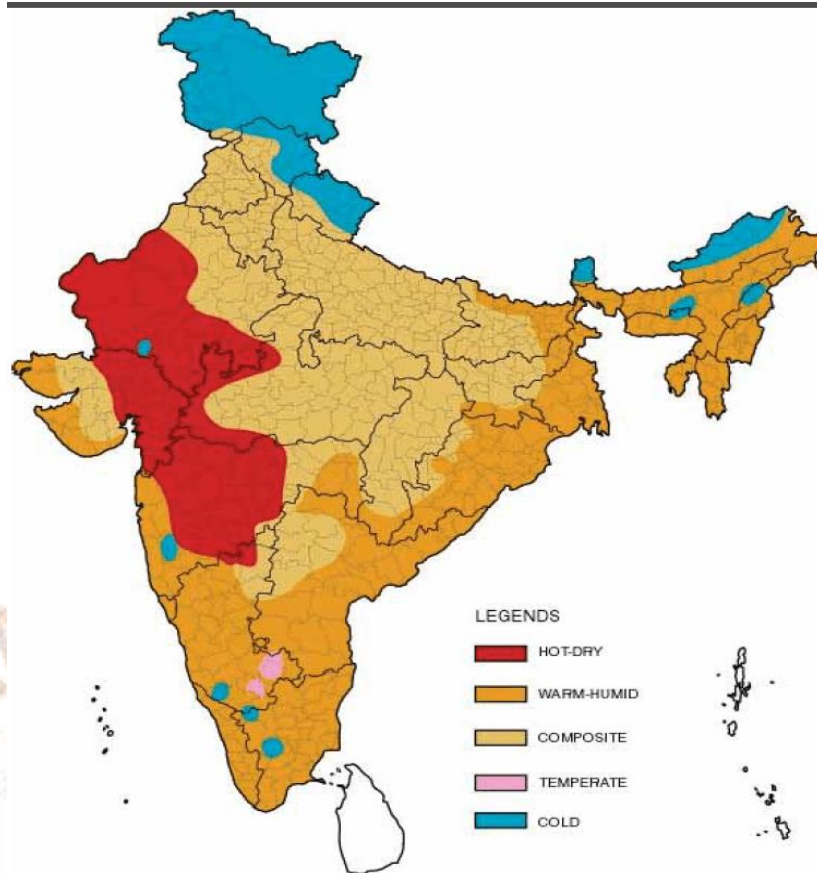 LEGENDS
HOT-DRY
WARM-HUMID
COMPOSITE
TEMPERATE
COLD